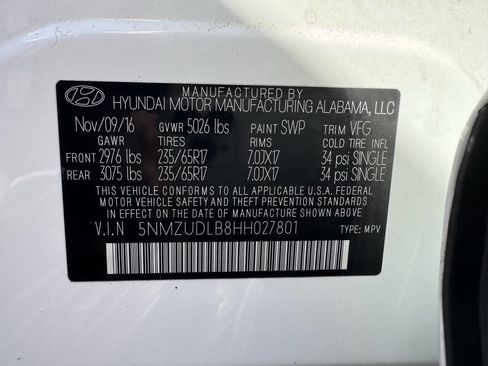 MANUFACTURED BY
HYUNDAI MOTOR MANUFACTURING ALABAMA, LLC
Nov/09/16 GVWR 5026 lbs PAINT SWP TRIM VFG
GAWR TIRES RIMS COLD TIRE INFL
FRONT 2976 lbs 235/65R17 7.0JX17 34 psi SINGLE
REAR 3075 lbs 235/65R17 7.0JX17 34 psi SINGLE
THIS VEHICLE CONFORMS TO ALL APPLICABLE U.S.A. FEDERAL
MOTOR VEHICLE SAFETY AND THEFT PREVENTION STANDARDS
IN EFFECT ON THE DATE OF MANUFACTURE SHOWN ABOVE
V.I.N 5NMZUDLB8HH027801 TYPE: MPV